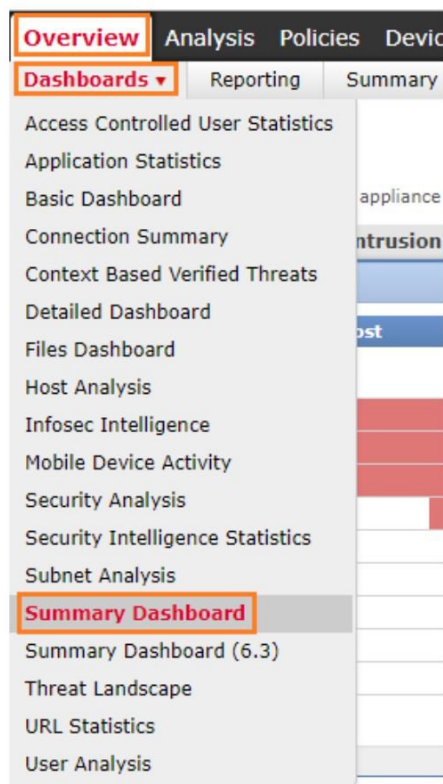 Overview Analysis Policies
Dashboards ▾ Reporting Summary
Access Controlled User Statistics
Application Statistics
Basic Dashboard
appliance
Connection Summary
Context Based Verified Threats
Detailed Dashboard
Files Dashboard
Host Analysis
Infosec Intelligence
Mobile Device Activity
Security Analysis
Security Intelligence Statistics
Subnet Analysis
Summary Dashboard
Summary Dashboard (6.3)
Threat Landscape
URL Statistics
User Analysis